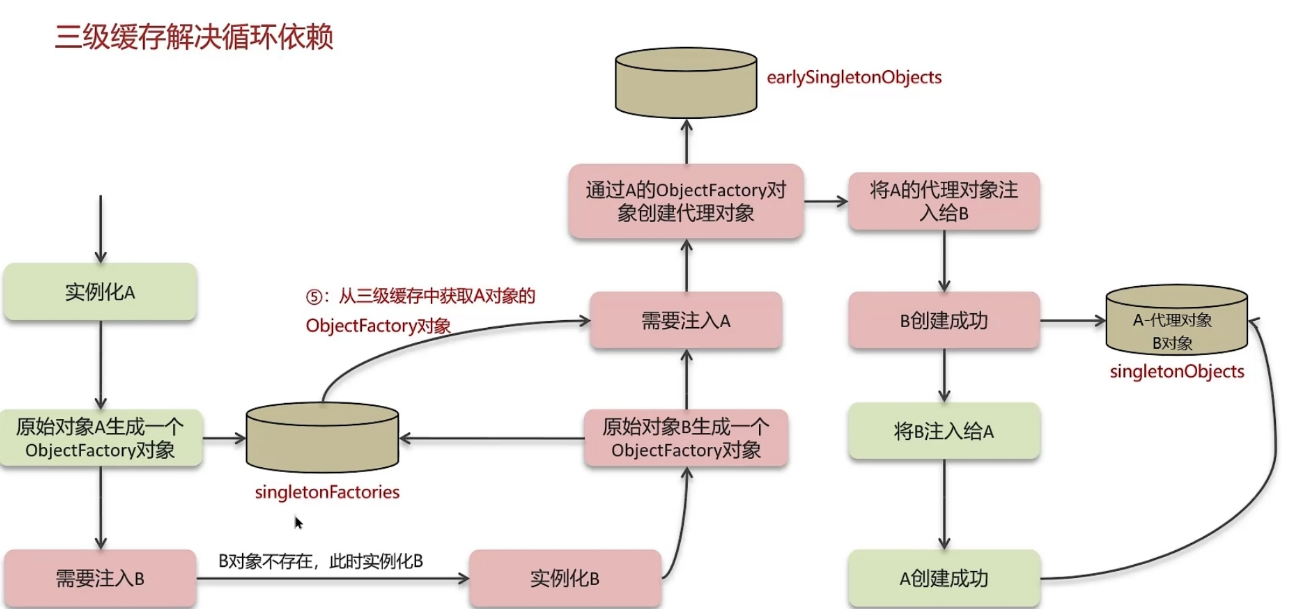 三级缓存解决循环依赖
earlySingletonObjects
通过A的ObjectFactory对
象创建代理对象
将A的代理对象注
入给B
实例化A
⑤：从三级缓存中获取A对象的
ObjectFactory对象
需要注入A
B创建成功
A-代理对象
B对象
singletonObjects
原始对象A生成一个
ObjectFactory对象
singletonFactories
原始对象B生成一个
ObjectFactory对象
将B注入给A
需要注入B
B对象不存在，此时实例化B
实例化B
A创建成功